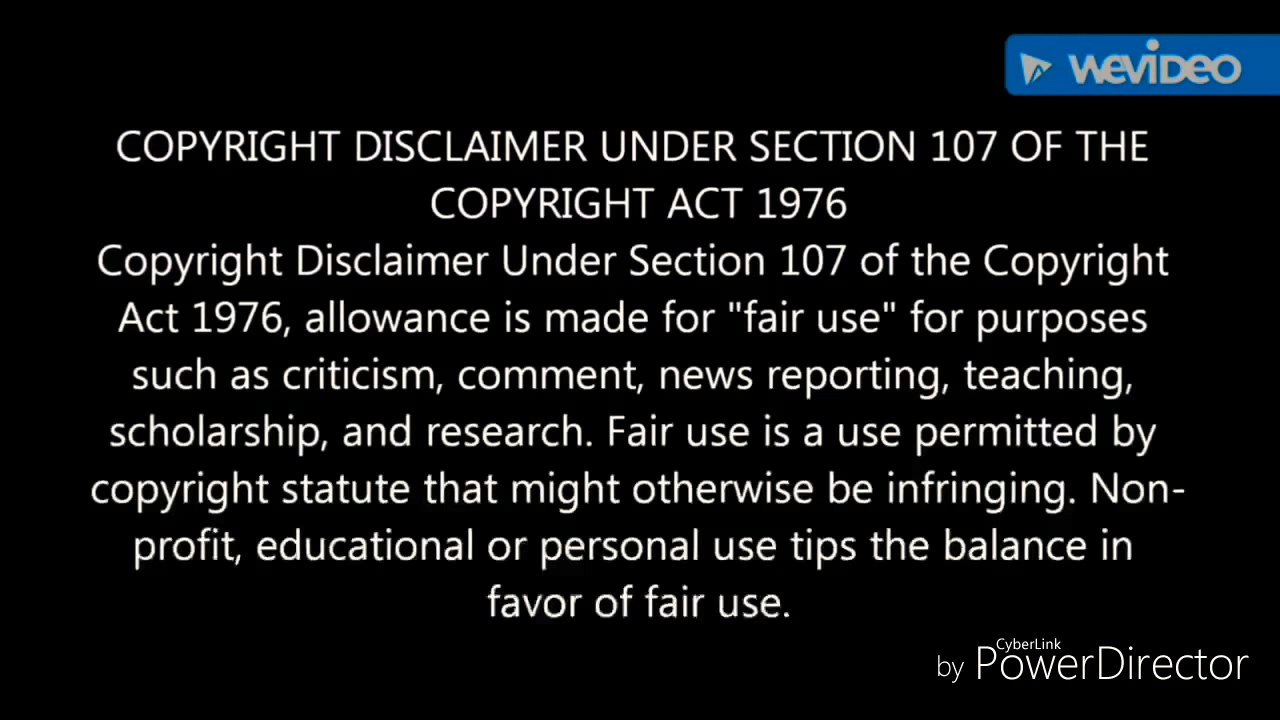 WEVIDEO
COPYRIGHT DISCLAIMER UNDER SECTION 107 OF THE
COPYRIGHT ACT 1976
Copyright Disclaimer Under Section 107 of the Copyright
Act 1976, allowance is made for "fair use" for purposes
such as criticism, comment, news reporting, teaching,
scholarship, and research. Fair use is a use permitted by
copyright statute that might otherwise be infringing. Non-
profit, educational or personal use tips the balance in
favor of fair use.
CyberLink
by PowerDirector